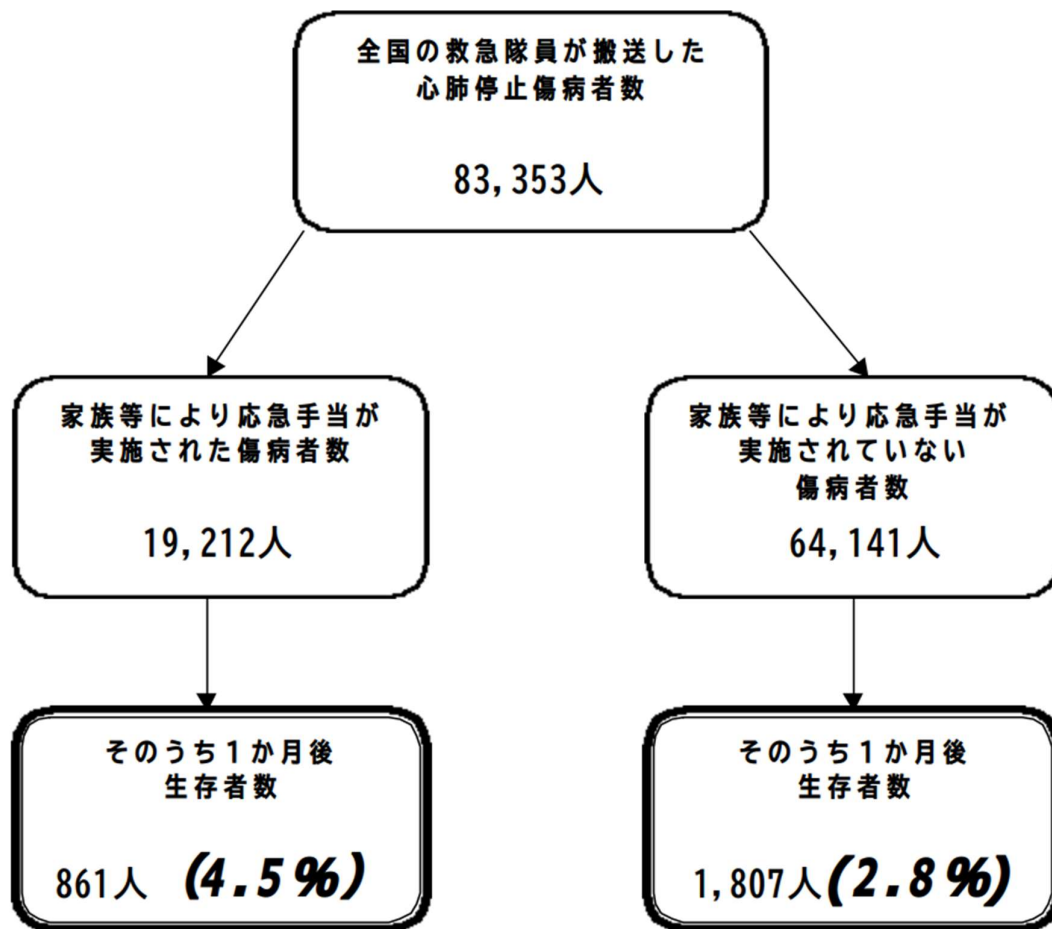 全国の救急隊員が搬送した
心肺停止傷病者数
83,353人
家族等により応急手当が
実施された傷病者数
19,212人
家族等により応急手当が
実施されていない
傷病者数
64,141人
そのうち1か月後
生存者数
861人 (4.5%)
そのうち1か月後
生存者数
1,807人(2.8%)